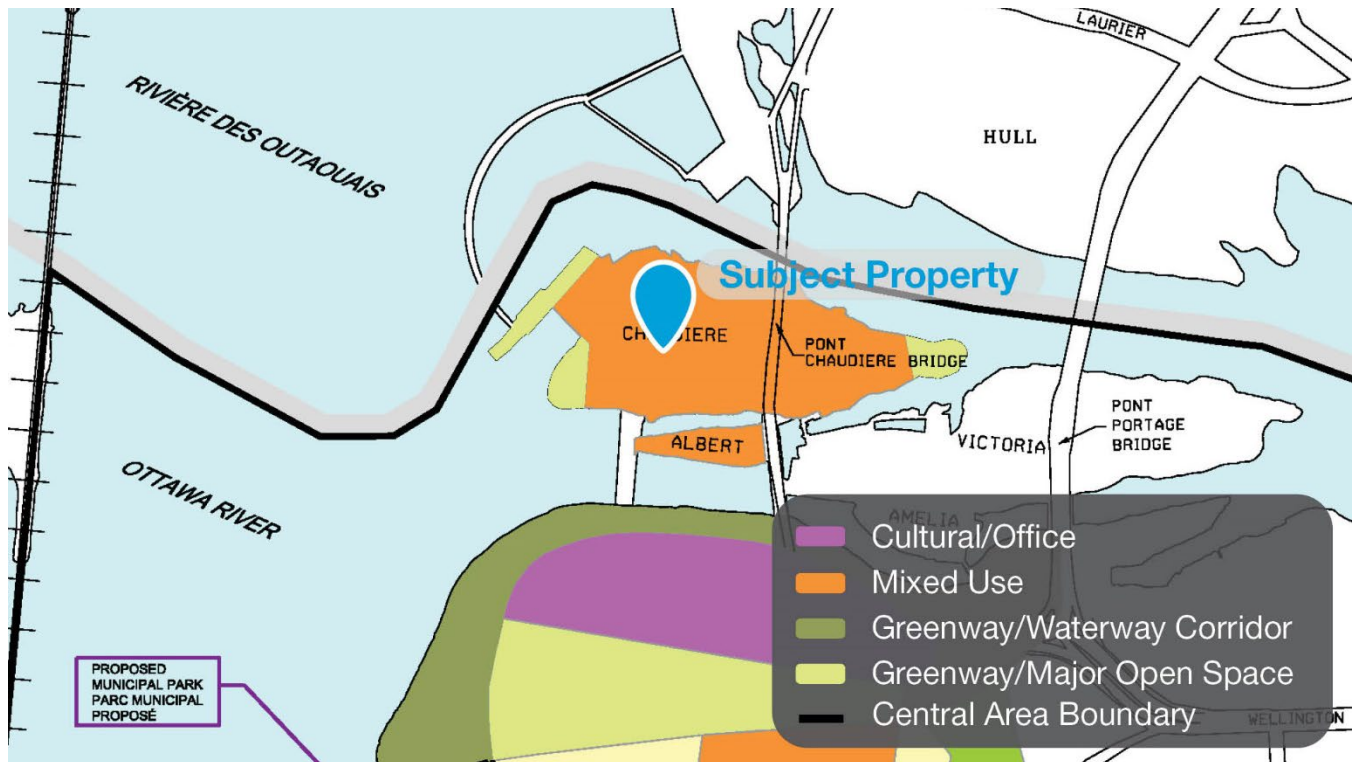 LAURIER
RIVIÈRE DES OUTAOUAIS
HULL
Subject Property
CHAUDIERE
PONT
CHAUDIERE BRIDGE
PONT
PORTAGE
BRIDGE
ALBERT
VICTORIA
OTTAWA RIVER
AMELIA
Cultural/Office
Mixed Use
Greenway/Waterway Corridor
Greenway/Major Open Space
Central Area Boundary
WELLINGTON
PROPOSED
MUNICIPAL PARK
PARC MUNICIPAL
PROPOSÉ